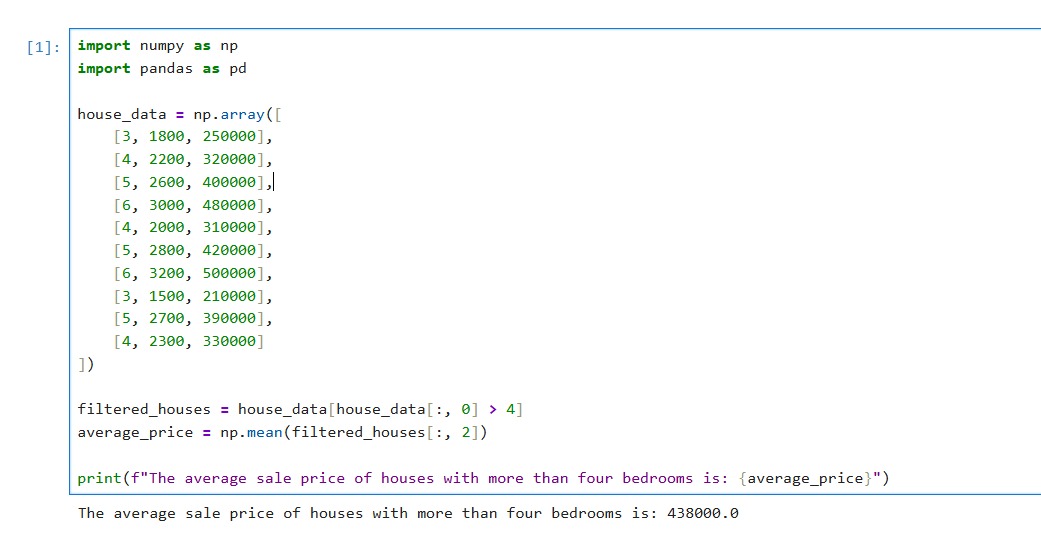 [1]:
import numpy as np
import pandas as pd
house_data = np.array([
[3, 1800, 250000],
[4, 2200, 320000],
[5, 2600, 400000],
[6, 3000, 480000],
[4, 2000, 310000],
[5, 2800, 420000],
[6, 3200, 500000],
[3, 1500, 210000],
[5, 2700, 390000],
[4, 2300, 330000]
])
filtered_houses = house_data[house_data[:, 0] > 4]
average_price = np.mean(filtered_houses[:, 2])
print(f"The average sale price of houses with more than four bedrooms is: {average_price}")
The average sale price of houses with more than four bedrooms is: 438000.0